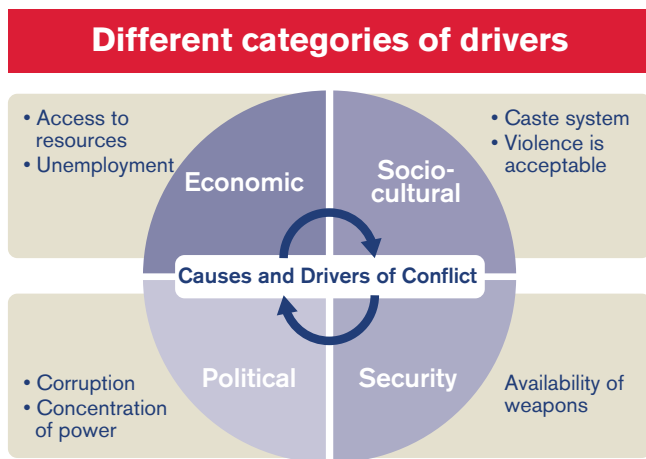 Different categories of drivers
• Access to
resources
• Unemployment
Economic
Socio-
cultural
• Caste system
• Violence is
acceptable
Causes and Drivers of Conflict
• Corruption
• Concentration
of power
Political
Security
Availability of
weapons